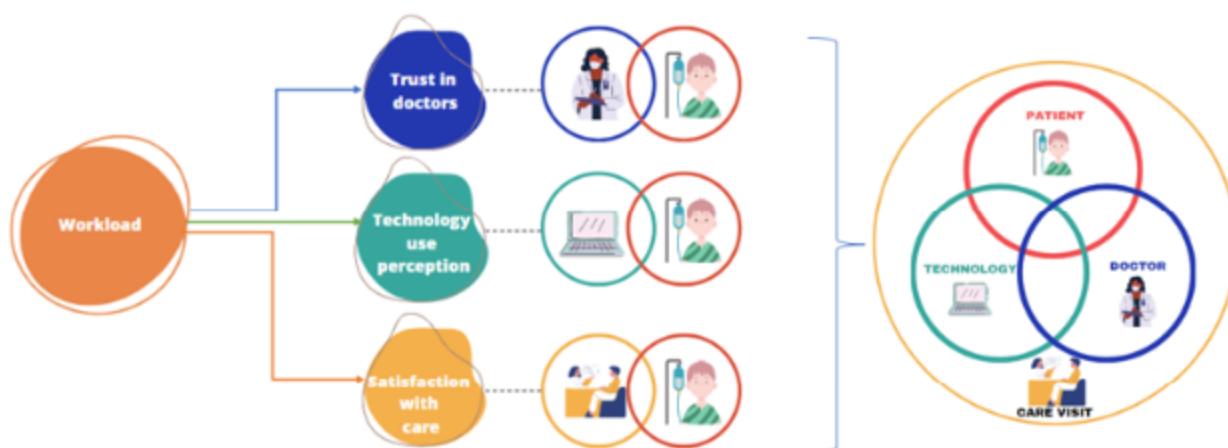 Workload
Trust in
doctors
Technology
use
perception
Satisfaction
with
care
PATIENT
TECHNOLOGY
DOCTOR
CARE VISIT